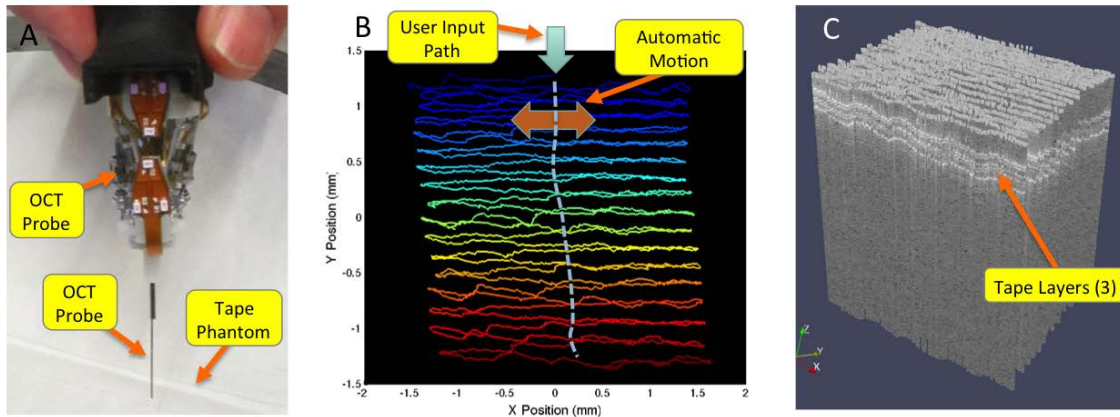 A
OCT
Probe
OCT
Probe
Tape
Phantom
B
User Input
Path
Automatic
Motion
1.5
1
0.5
0
-0.5
-1
-1.5
Y Position (mm)
-2
-1.5
-1
-0.5
0
0.5
1
1.5
2
X Position (mm)
C
Tape Layers (3)
Z
Y
X